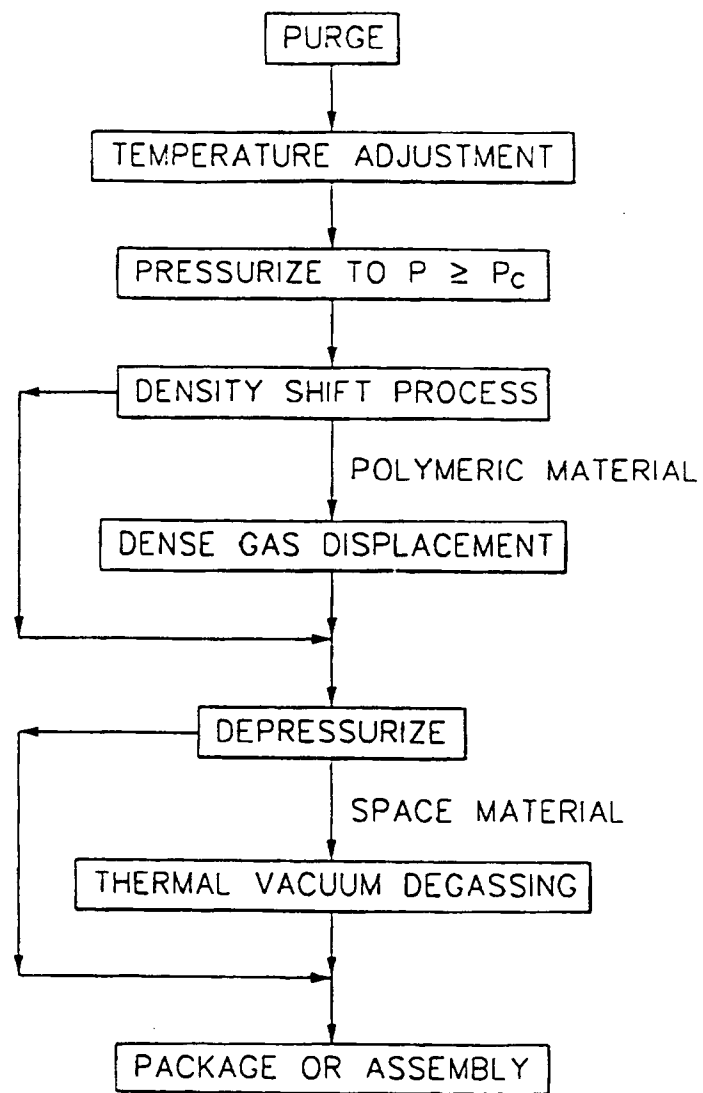 PURGE
TEMPERATURE ADJUSTMENT
PRESSURIZE TO P ≥ Pc
DENSITY SHIFT PROCESS
POLYMERIC MATERIAL
DENSE GAS DISPLACEMENT
DEPRESSURIZE
SPACE MATERIAL
THERMAL VACUUM DEGASSING
PACKAGE OR ASSEMBLY